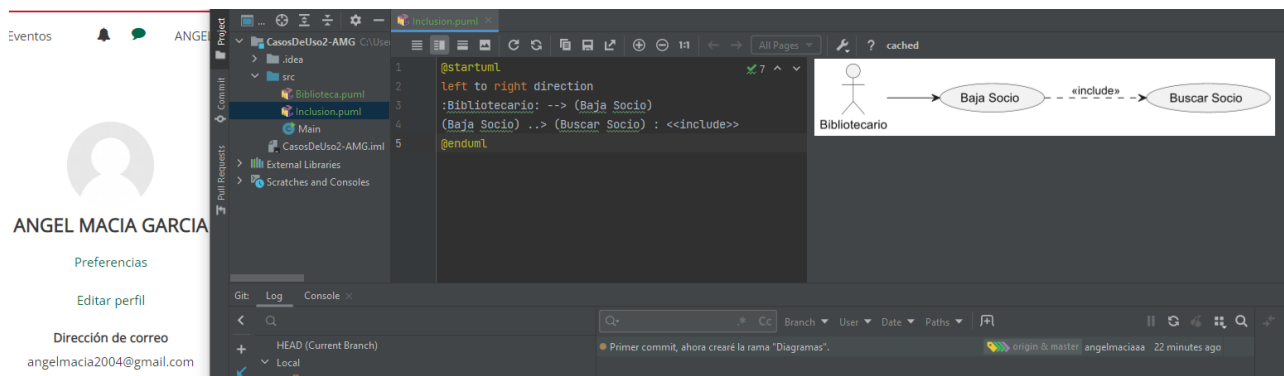 Eventos
ANGEL MACIA GARCIA
Preferencias
Editar perfil
Dirección de correo
angelmacia2004@gmail.com
Project
Commit
Pull Requests
...
CasosDeUso2-AMG
.idea
src
Biblioteca.puml
Inclusion.puml
Main
CasosDeUso2-AMG.iml
External Libraries
Scratches and Consoles
Inclusion.puml
1:1
All Pages
? cached
7
1 @startuml
2 left to right direction
3 :Bibliotecario: --> (Baja Socio)
4 (Baja Socio) ..> (Buscar Socio) : <<include>>
5 @enduml
Bibliotecario
Baja Socio
«include»
Buscar Socio
Git: Log Console
.* Cc Branch User Date Paths
HEAD (Current Branch)
Local
Primer commit, ahora crearé la rama "Diagramas".
origin & master angelmaciaaa 22 minutes ago